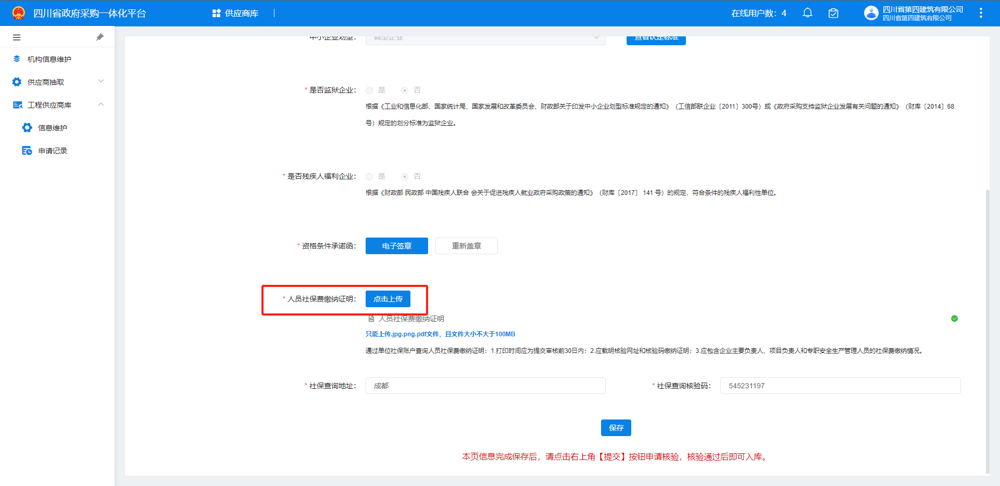 四川省政府采购一体化平台
供应商库
在线用户数：4
四川省第四建筑有限公司
四川省第四建筑有限公司
机构信息维护
供应商抽取
工程供应商库
信息维护
申请记录
中小企业划型：
微型企业
查看认定标准
* 是否监狱企业：
是
否
根据《工业和信息化部、国家统计局、国家发展和改革委员会、财政部关于印发中小企业划型标准规定的通知》（工信部联企业〔2011〕300号）或《政府采购支持监狱企业发展有关问题的通知》（财库〔2014〕68
号）规定的划分标准为监狱企业。
* 是否残疾人福利企业：
是
否
根据《财政部 民政部 中国残疾人联合 会关于促进残疾人就业政府采购政策的通知》（财库〔2017〕 141 号）的规定，符合条件的残疾人福利性单位。
* 资格条件承诺函：
电子签章
重新盖章
* 人员社保费缴纳证明：
点击上传
人员社保费缴纳证明
只能上传.jpg.png.pdf文件，且文件大小不大于100MB
通过单位社保账户查询人员社保费缴纳证明：1.打印时间应为提交审核前30日内；2.应载明核验网址和核验码缴纳证明；3.应包含企业主要负责人、项目负责人和专职安全生产管理人员的社保费缴纳情况。
* 社保查询地址：
成都
* 社保查询核验码：
545231197
保存
本页信息完成保存后，请点击右上角【提交】按钮申请核验，核验通过后即可入库。